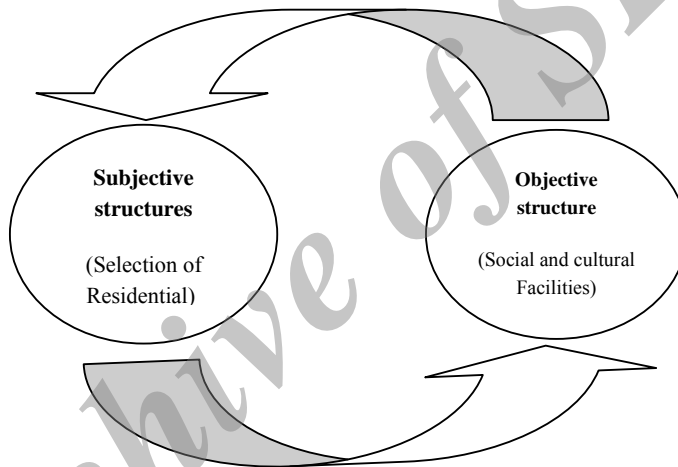 Subjective
structures
(Selection of
Residential)
Objective
structure
(Social and cultural
Facilities)